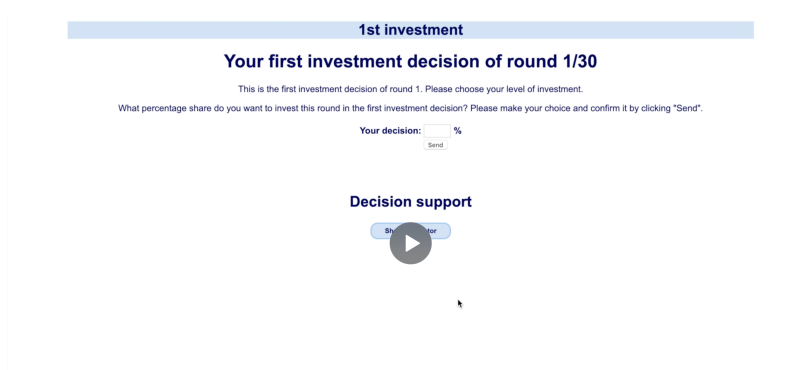 1st investment
Your first investment decision of round 1/30
This is the first investment decision of round 1. Please choose your level of investment.
What percentage share do you want to invest this round in the first investment decision? Please make your choice and confirm it by clicking "Send".
Your decision: %
Send
Decision support